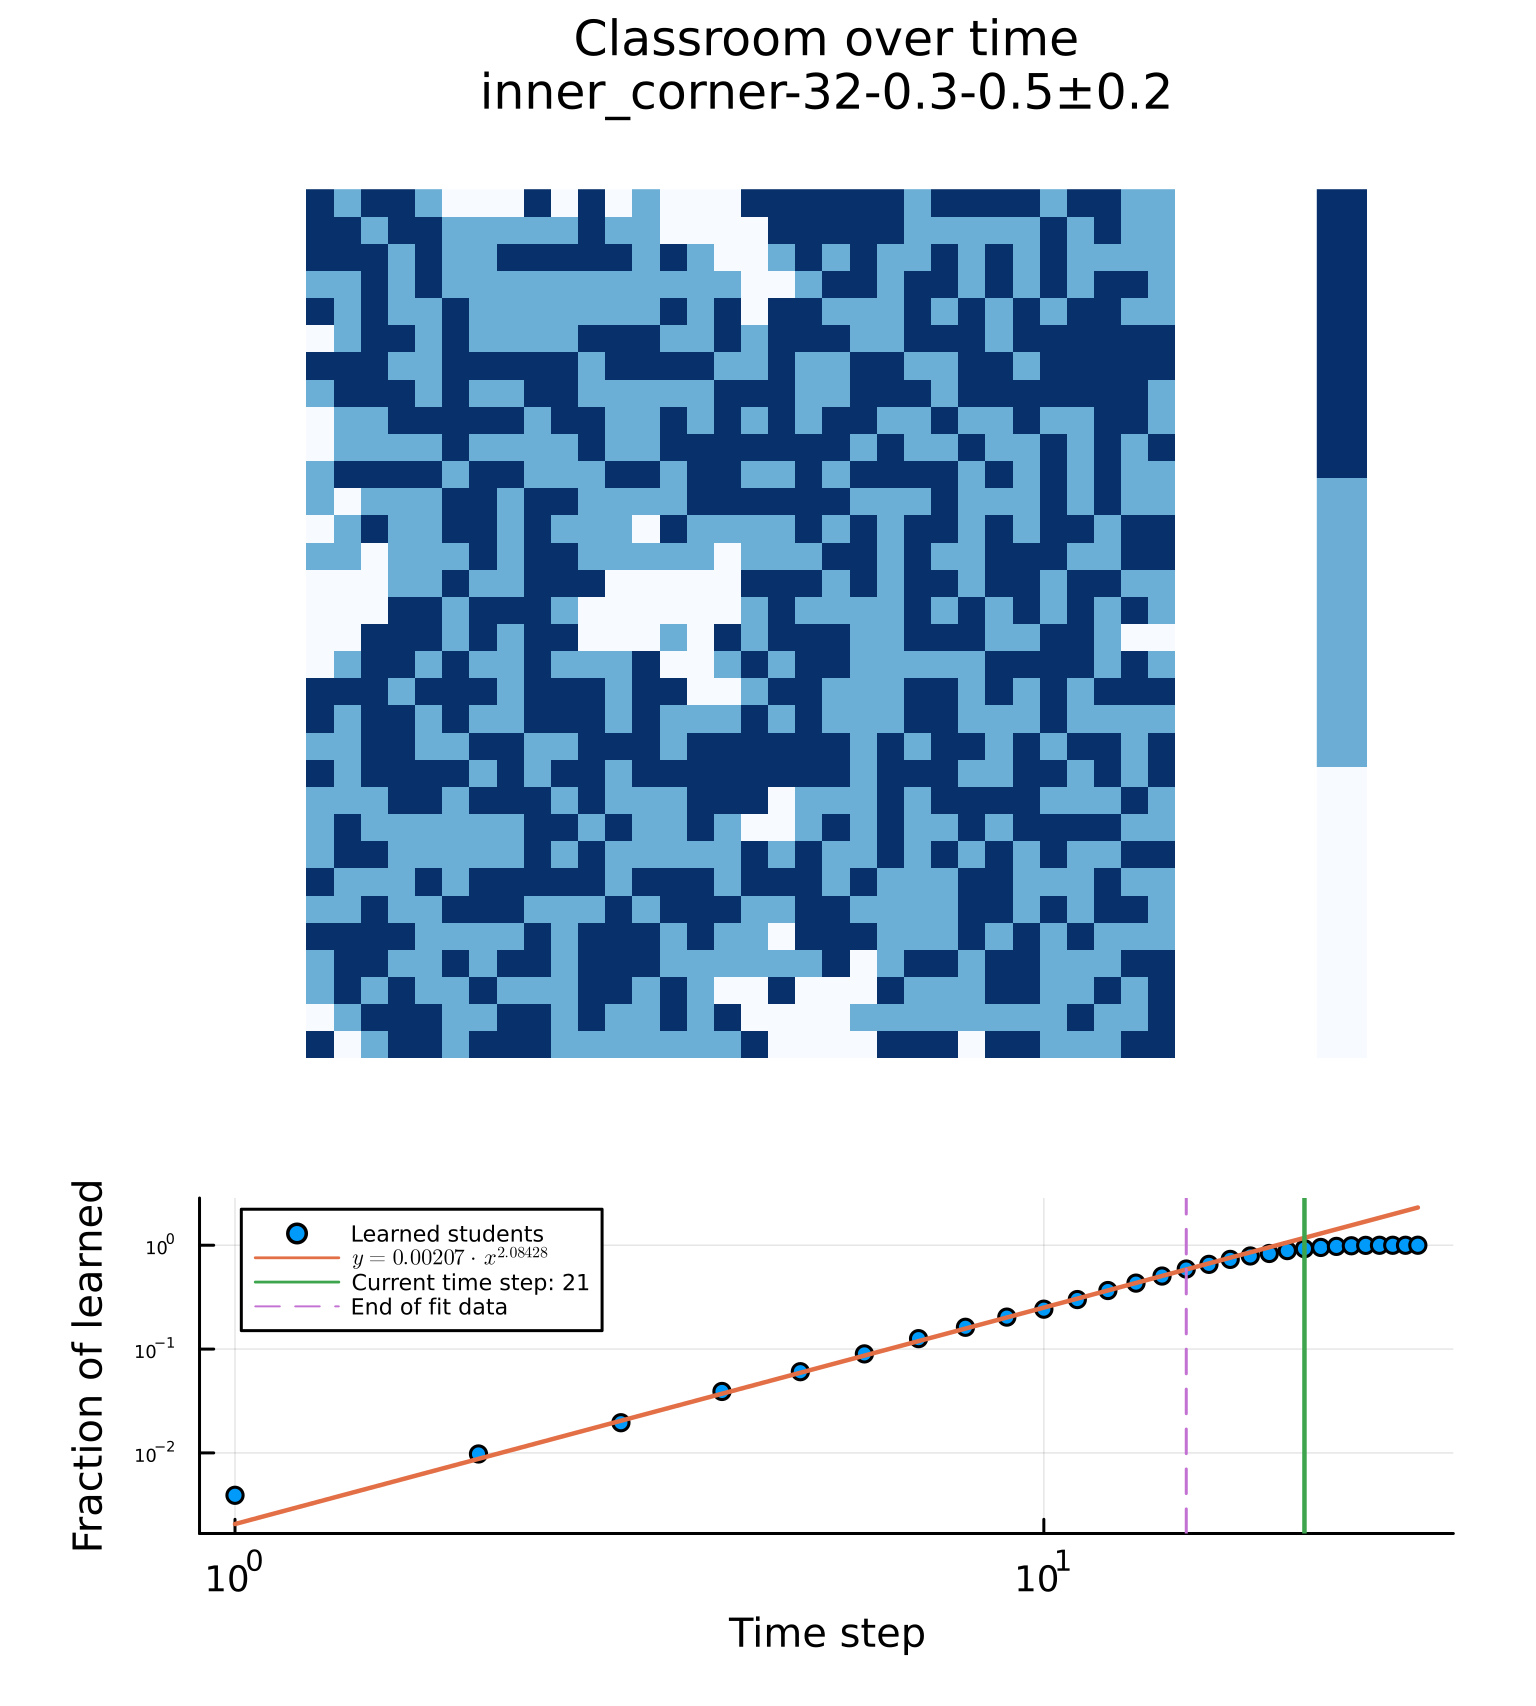 Classroom over time
inner_corner-32-0.3-0.5±0.2
Fraction of learned
10^0
10^-1
10^-2
Learned students
y = 0.00207 · x^2.08428
Current time step: 21
End of fit data
10^0 10^1
Time step